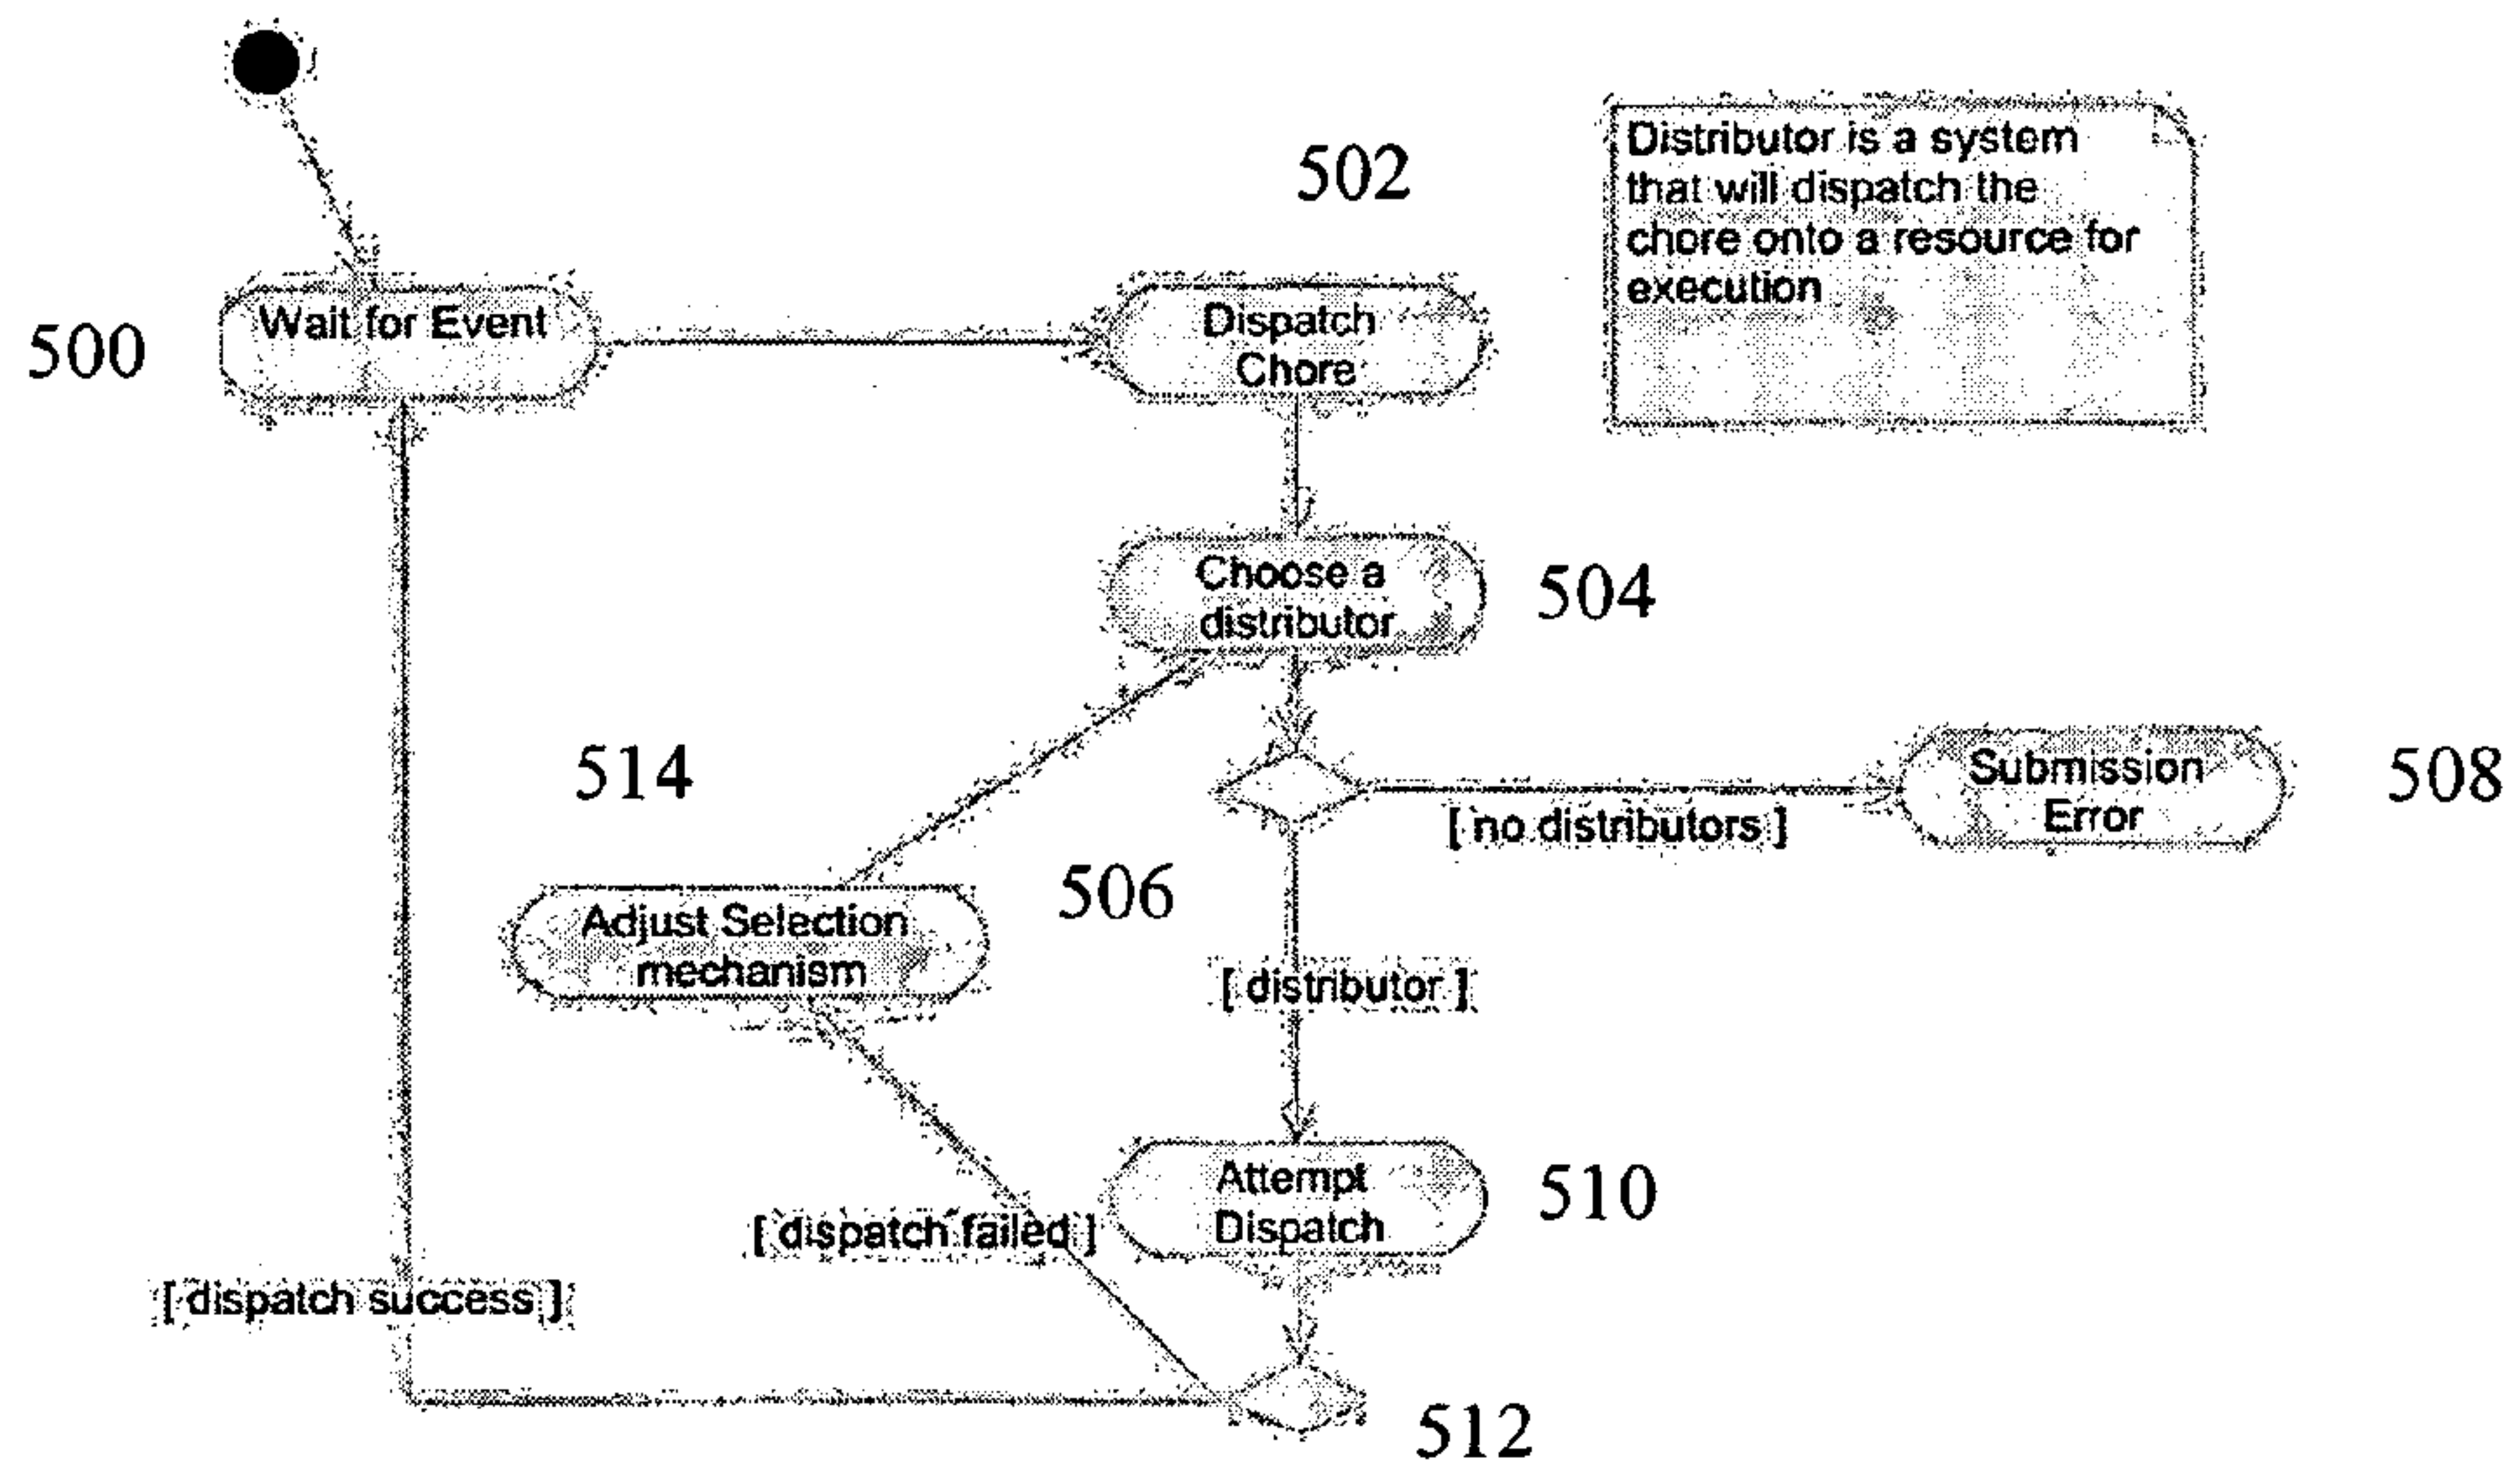 502
Distributor is a system
that will dispatch the
chore onto a resource for
execution
500
Wait for Event
Dispatch
Chore
Choose a
distributor
504
514
Submission
Error
508
[ no distributors ]
506
Adjust Selection
mechanism
[ distributor ]
Attempt
Dispatch
510
[ dispatch failed ]
[ dispatch success ]
512